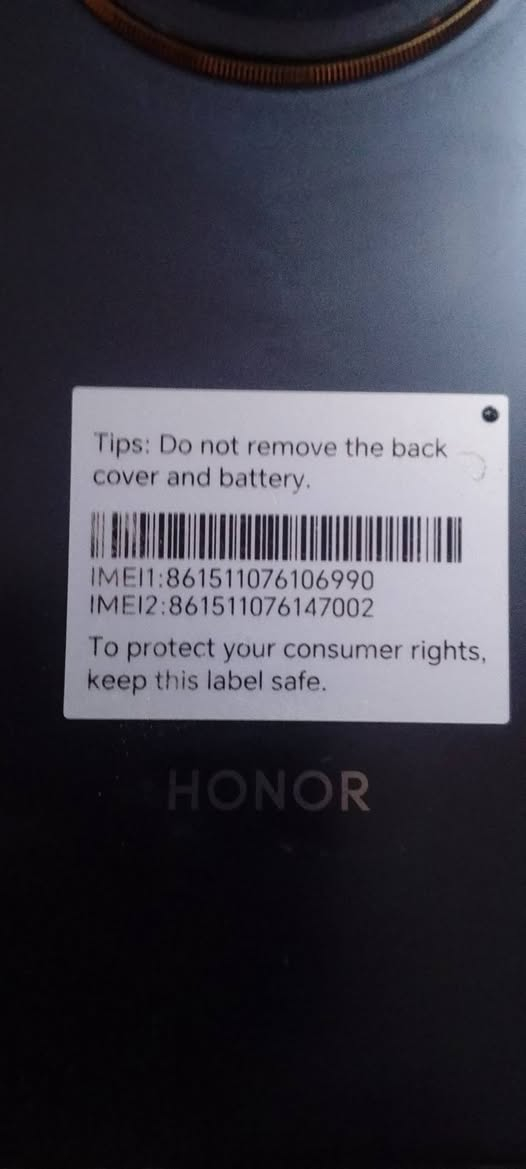 Tips: Do not remove the back
cover and battery.
IMEI1:861511076106990
IMEI2:861511076147002
To protect your consumer rights,
keep this label safe.
HONOR